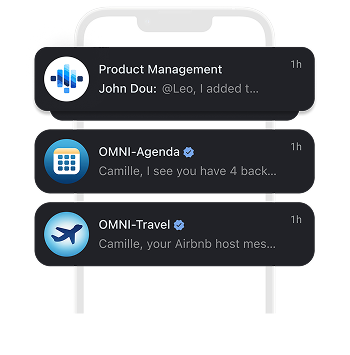 Product Management
1h
John Dou: @Leo, I added t...
OMNI-Agenda
1h
Camille, I see you have 4 back...
OMNI-Travel
1h
Camille, your Airbnb host mes...